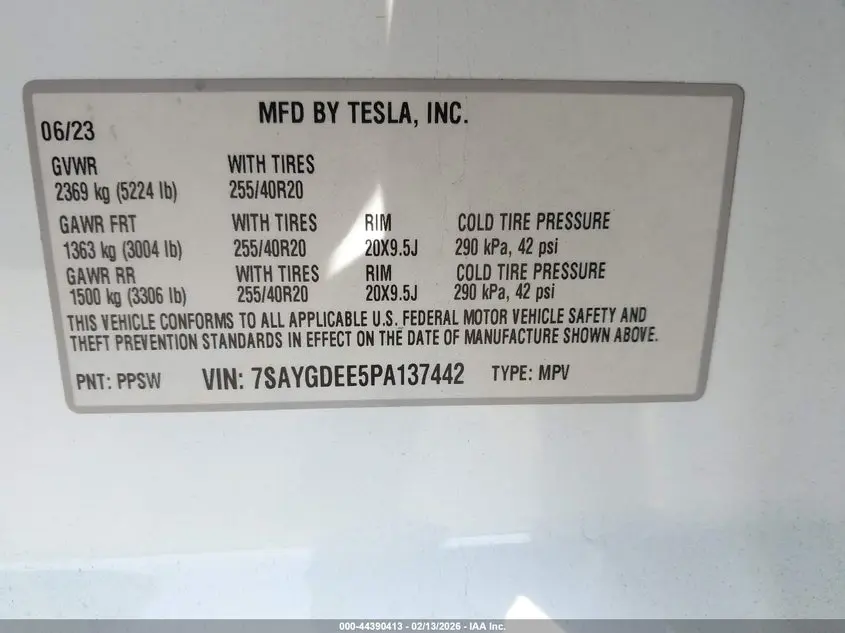 MFD BY TESLA, INC.
06/23
GVWR WITH TIRES
2369 kg (5224 lb) 255/40R20
GAWR FRT WITH TIRES RIM COLD TIRE PRESSURE
1363 kg (3004 lb) 255/40R20 20X9.5J 290 kPa, 42 psi
GAWR RR WITH TIRES RIM COLD TIRE PRESSURE
1500 kg (3306 lb) 255/40R20 20X9.5J 290 kPa, 42 psi
THIS VEHICLE CONFORMS TO ALL APPLICABLE U.S. FEDERAL MOTOR VEHICLE SAFETY AND
THEFT PREVENTION STANDARDS IN EFFECT ON THE DATE OF MANUFACTURE SHOWN ABOVE.
PNT: PPSW VIN: 7SAYGDEE5PA137442 TYPE: MPV
000-44390413 - 02/13/2026 - IAA Inc.